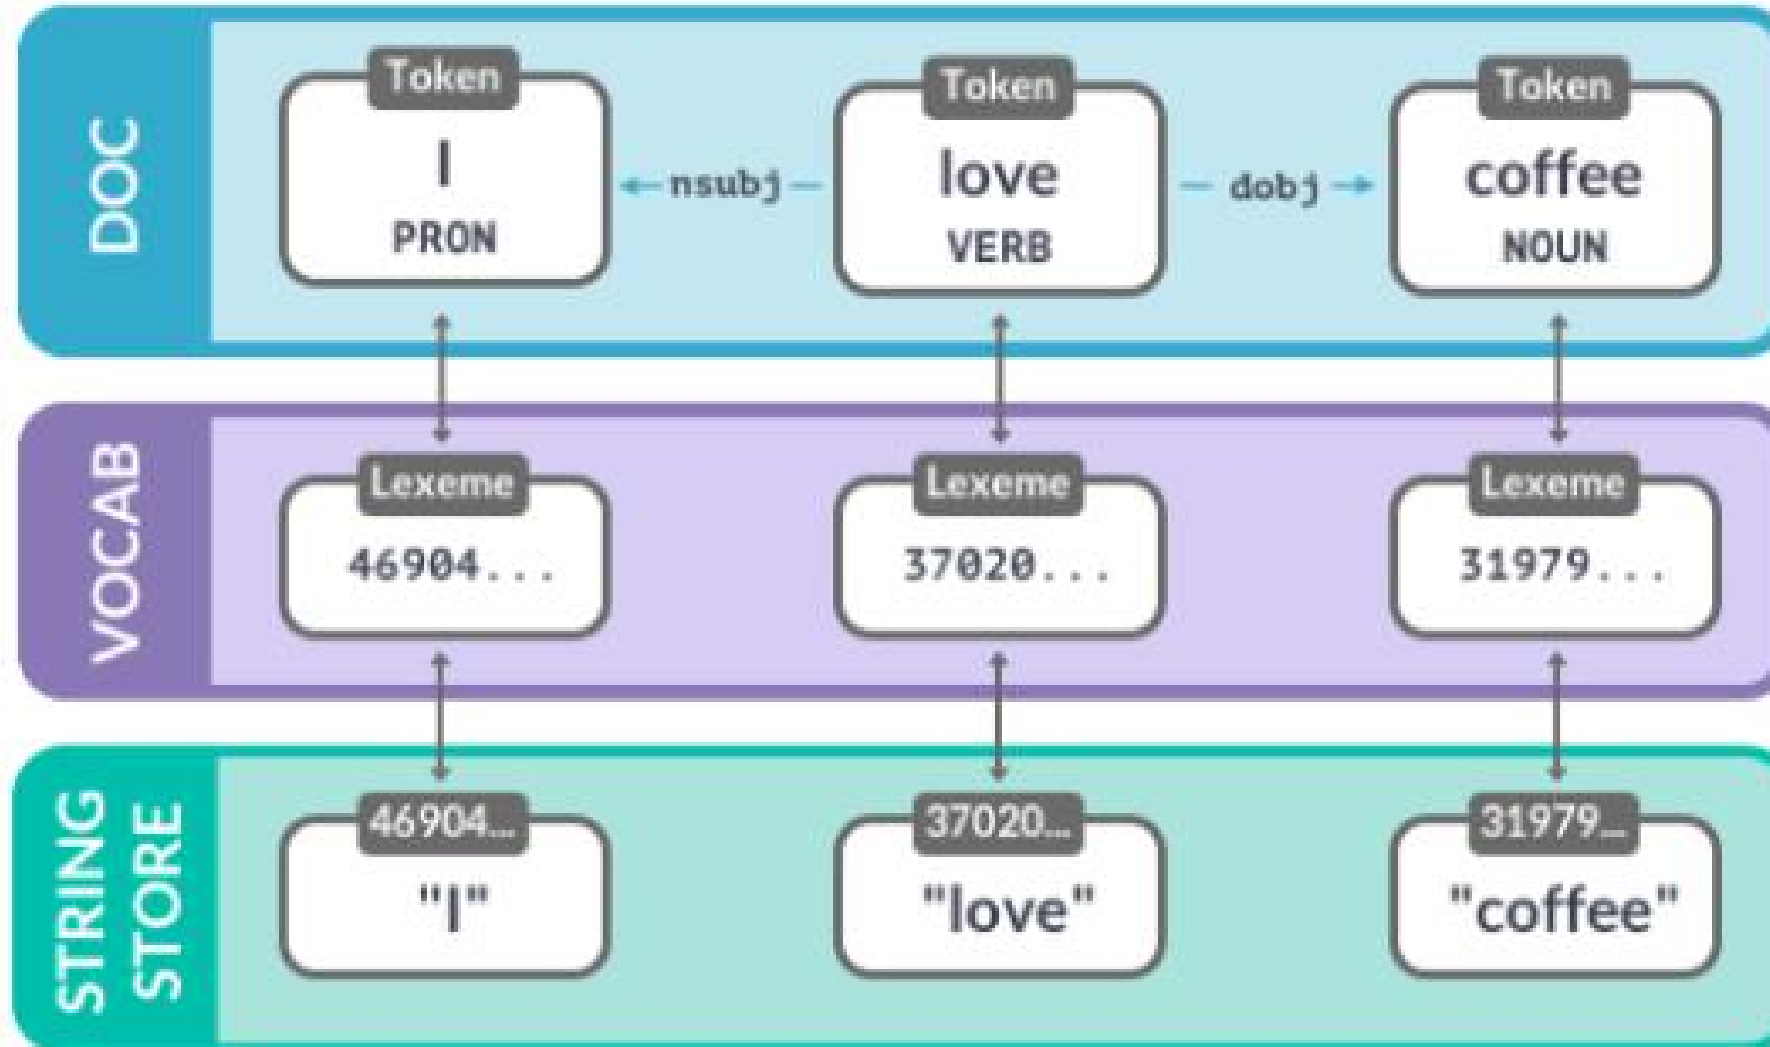 DOC
Token
I
PRON
nsubj
Token
love
VERB
dobj
Token
coffee
NOUN
VOCAB
Lexeme
46904...
Lexeme
37020...
Lexeme
31979...
STRING
STORE
46904...
"I"
37020...
"love"
31979...
"coffee"